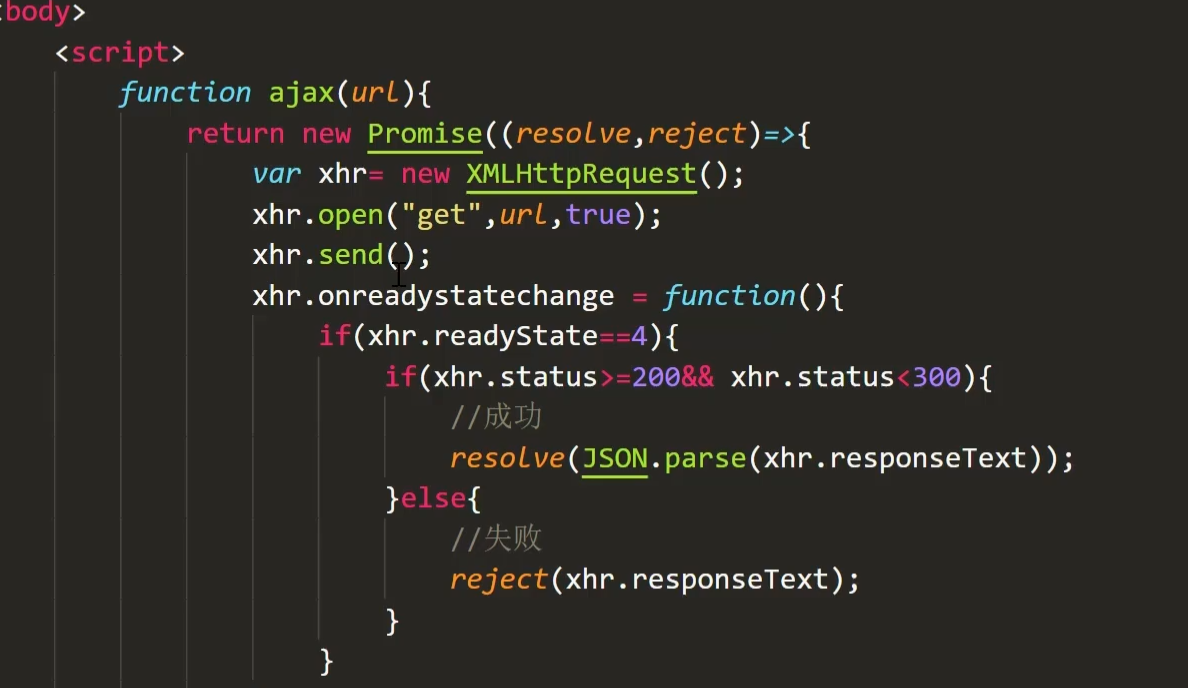 body>
<script>
function ajax(url){
return new Promise((resolve,reject)=>{
var xhr= new XMLHttpRequest();
xhr.open("get",url,true);
xhr.send();
xhr.onreadystatechange = function(){
if(xhr.readyState==4){
if(xhr.status>=200&& xhr.status<300){
//成功
resolve(JSON.parse(xhr.responseText));
}else{
//失败
reject(xhr.responseText);
}
}